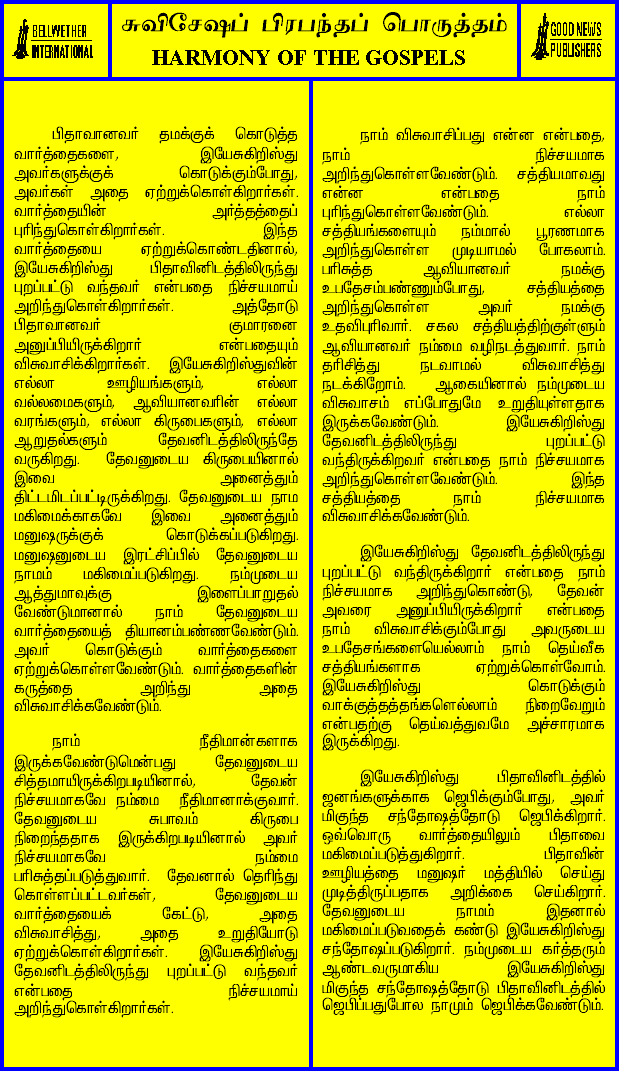 BELLWETHER
INTERNATIONAL
சுவிசேஷப் பிரபந்தப் பொருத்தம்
HARMONY OF THE GOSPELS
GOOD NEWS
PUBLISHERS
பிதாவானவர் தமக்குக் கொடுத்த
வார்த்தைகளை, இயேசுகிறிஸ்து
அவர்களுக்குக் கொடுக்கும்போது,
அவர்கள் அதை ஏற்றுக்கொள்கிறார்கள்.
வார்த்தையின் அர்த்தத்தைப்
புரிந்துகொள்கிறார்கள். இந்த
வார்த்தையை ஏற்றுக்கொண்டதினால்,
இயேசுகிறிஸ்து பிதாவினிடத்திலிருந்து
புறப்பட்டு வந்தவர் என்பதை நிச்சயமாய்
அறிந்துகொள்கிறார்கள். அத்தோடு
பிதாவானவர் குமாரனை
அனுப்பியிருக்கிறார் என்பதையும்
விசுவாசிக்கிறார்கள். இயேசுகிறிஸ்துவின்
எல்லா ஊழியங்களும், எல்லா
வல்லமைகளும், ஆவியானவரின் எல்லா
வரங்களும், எல்லா கிருபைகளும், எல்லா
ஆறுதல்களும் தேவனிடத்திலிருந்தே
வருகிறது. தேவனுடைய கிருபையினால்
இவை அனைத்தும்
திட்டமிடப்பட்டிருக்கிறது. தேவனுடைய நாம
மகிமைக்காகவே இவை அனைத்தும்
மனுஷருக்குக் கொடுக்கப்படுகிறது.
மனுஷனுடைய இரட்சிப்பில் தேவனுடைய
நாமம் மகிமைப்படுகிறது. நம்முடைய
ஆத்துமாவுக்கு இளைப்பாறுதல்
வேண்டுமானால் நாம் தேவனுடைய
வார்த்தையைத் தியானம்பண்ணவேண்டும்.
அவர் கொடுக்கும் வார்த்தைகளை
ஏற்றுக்கொள்ளவேண்டும். வார்த்தைகளின்
கருத்தை அறிந்து அதை
விசுவாசிக்கவேண்டும்.
நாம் நீதிமான்களாக
இருக்கவேண்டுமென்பது தேவனுடைய
சித்தமாயிருக்கிறபடியினால், தேவன்
நிச்சயமாகவே நம்மை நீதிமானாக்குவார்.
தேவனுடைய சுபாவம் கிருபை
நிறைந்ததாக இருக்கிறபடியினால் அவர்
நிச்சயமாகவே நம்மை
பரிசுத்தப்படுத்துவார். தேவனால் தெரிந்து
கொள்ளப்பட்டவர்கள், தேவனுடைய
வார்த்தையைக் கேட்டு, அதை
விசுவாசித்து, அதை உறுதியோடு
ஏற்றுக்கொள்கிறார்கள். இயேசுகிறிஸ்து
தேவனிடத்திலிருந்து புறப்பட்டு வந்தவர்
என்பதை நிச்சயமாய்
அறிந்துகொள்கிறார்கள்.
நாம் விசுவாசிப்பது என்ன என்பதை,
நாம் நிச்சயமாக
அறிந்துகொள்ளவேண்டும். சத்தியமாவது
என்ன என்பதை நாம்
புரிந்துகொள்ளவேண்டும். எல்லா
சத்தியங்களையும் நம்மால் பூரணமாக
அறிந்துகொள்ள முடியாமல் போகலாம்.
பரிசுத்த ஆவியானவர் நமக்கு
உபதேசம்பண்ணும்போது, சத்தியத்தை
அறிந்துகொள்ள அவர் நமக்கு
உதவிபுரிவார். சகல சத்தியத்திற்குள்ளும்
ஆவியானவர் நம்மை வழிநடத்துவார். நாம்
தரிசித்து நடவாமல் விசுவாசித்து
நடக்கிறோம். ஆகையினால் நம்முடைய
விசுவாசம் எப்போதுமே உறுதியுள்ளதாக
இருக்கவேண்டும். இயேசுகிறிஸ்து
தேவனிடத்திலிருந்து புறப்பட்டு
வந்திருக்கிறவர் என்பதை நாம் நிச்சயமாக
அறிந்துகொள்ளவேண்டும். இந்த
சத்தியத்தை நாம் நிச்சயமாக
விசுவாசிக்கவேண்டும்.
இயேசுகிறிஸ்து தேவனிடத்திலிருந்து
புறப்பட்டு வந்திருக்கிறார் என்பதை நாம்
நிச்சயமாக அறிந்துகொண்டு, தேவன்
அவரை அனுப்பியிருக்கிறார் என்பதை
நாம் விசுவாசிக்கும்போது அவருடைய
உபதேசங்களையெல்லாம் நாம் தெய்வீக
சத்தியங்களாக ஏற்றுக்கொள்வோம்.
இயேசுகிறிஸ்து கொடுக்கும்
வாக்குத்தத்தங்களெல்லாம் நிறைவேறும்
என்பதற்கு தெய்வத்துவமே அச்சாரமாக
இருக்கிறது.
இயேசுகிறிஸ்து பிதாவினிடத்தில்
ஜனங்களுக்காக ஜெபிக்கும்போது, அவர்
மிகுந்த சந்தோஷத்தோடு ஜெபிக்கிறார்.
ஒவ்வொரு வார்த்தையிலும் பிதாவை
மகிமைப்படுத்துகிறார். பிதாவின்
ஊழியத்தை மனுஷர் மத்தியில் செய்து
முடித்திருப்பதாக அறிக்கை செய்கிறார்.
தேவனுடைய நாமம் இதனால்
மகிமைப்படுவதைக் கண்டு இயேசுகிறிஸ்து
சந்தோஷப்படுகிறார். நம்முடைய கர்த்தரும்
ஆண்டவருமாகிய இயேசுகிறிஸ்து
மிகுந்த சந்தோஷத்தோடு பிதாவினிடத்தில்
ஜெபிப்பதுபோல நாமும் ஜெபிக்கவேண்டும்.